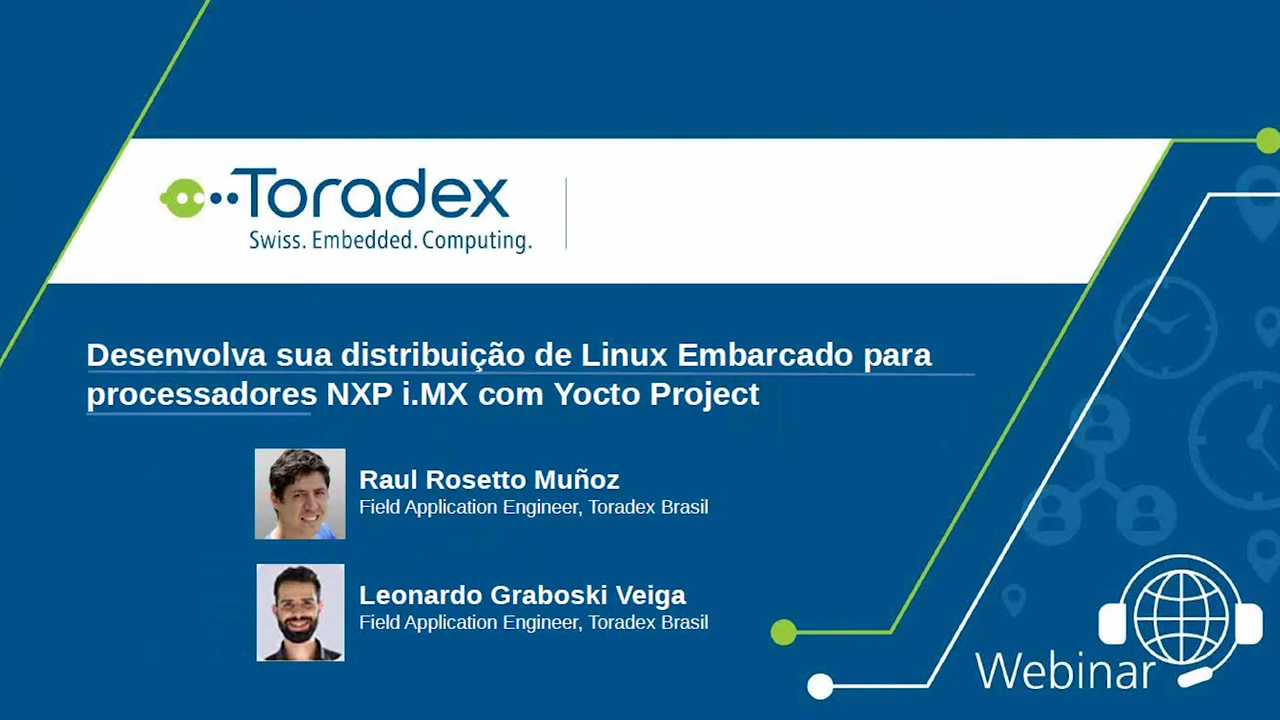 Toradex
Swiss. Embedded. Computing.
Desenvolva sua distribuição de Linux Embarcado para
processadores NXP i.MX com Yocto Project
Raul Rosetto Muñoz
Field Application Engineer, Toradex Brasil
Leonardo Graboski Veiga
Field Application Engineer, Toradex Brasil
Webinar